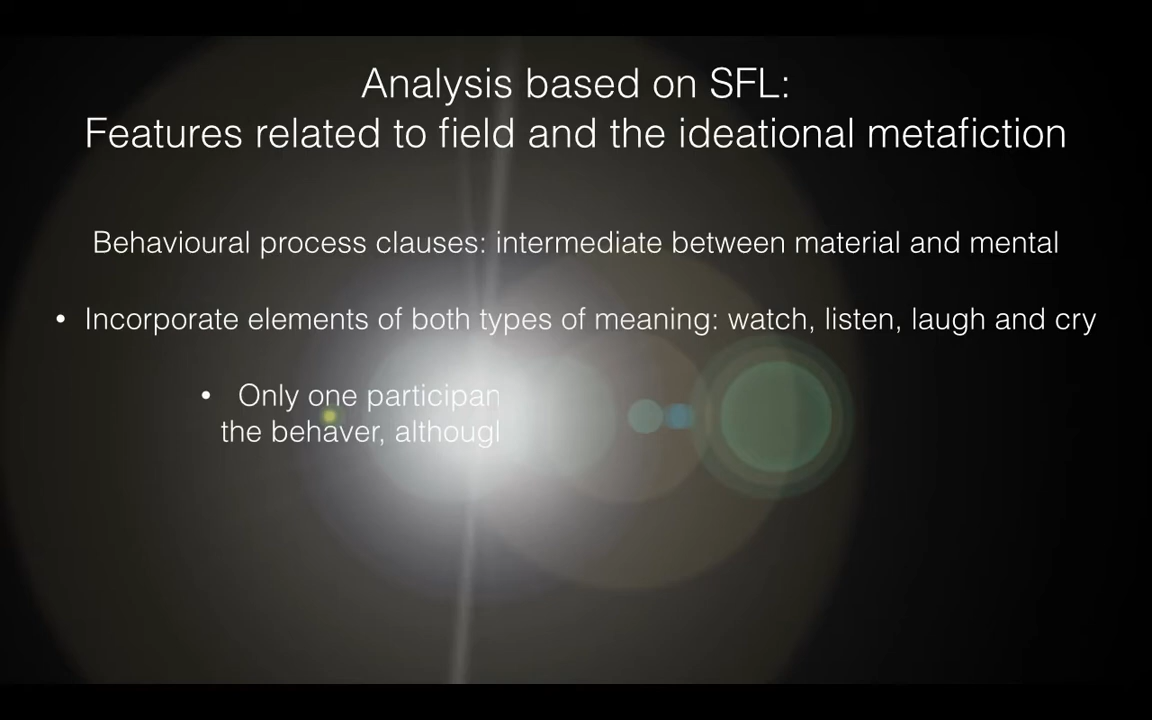 Analysis based on SFL:
Features related to field and the ideational metafiction
Behavioural process clauses: intermediate between material and mental
• Incorporate elements of both types of meaning: watch, listen, laugh and cry
• Only one participan
the behaver,